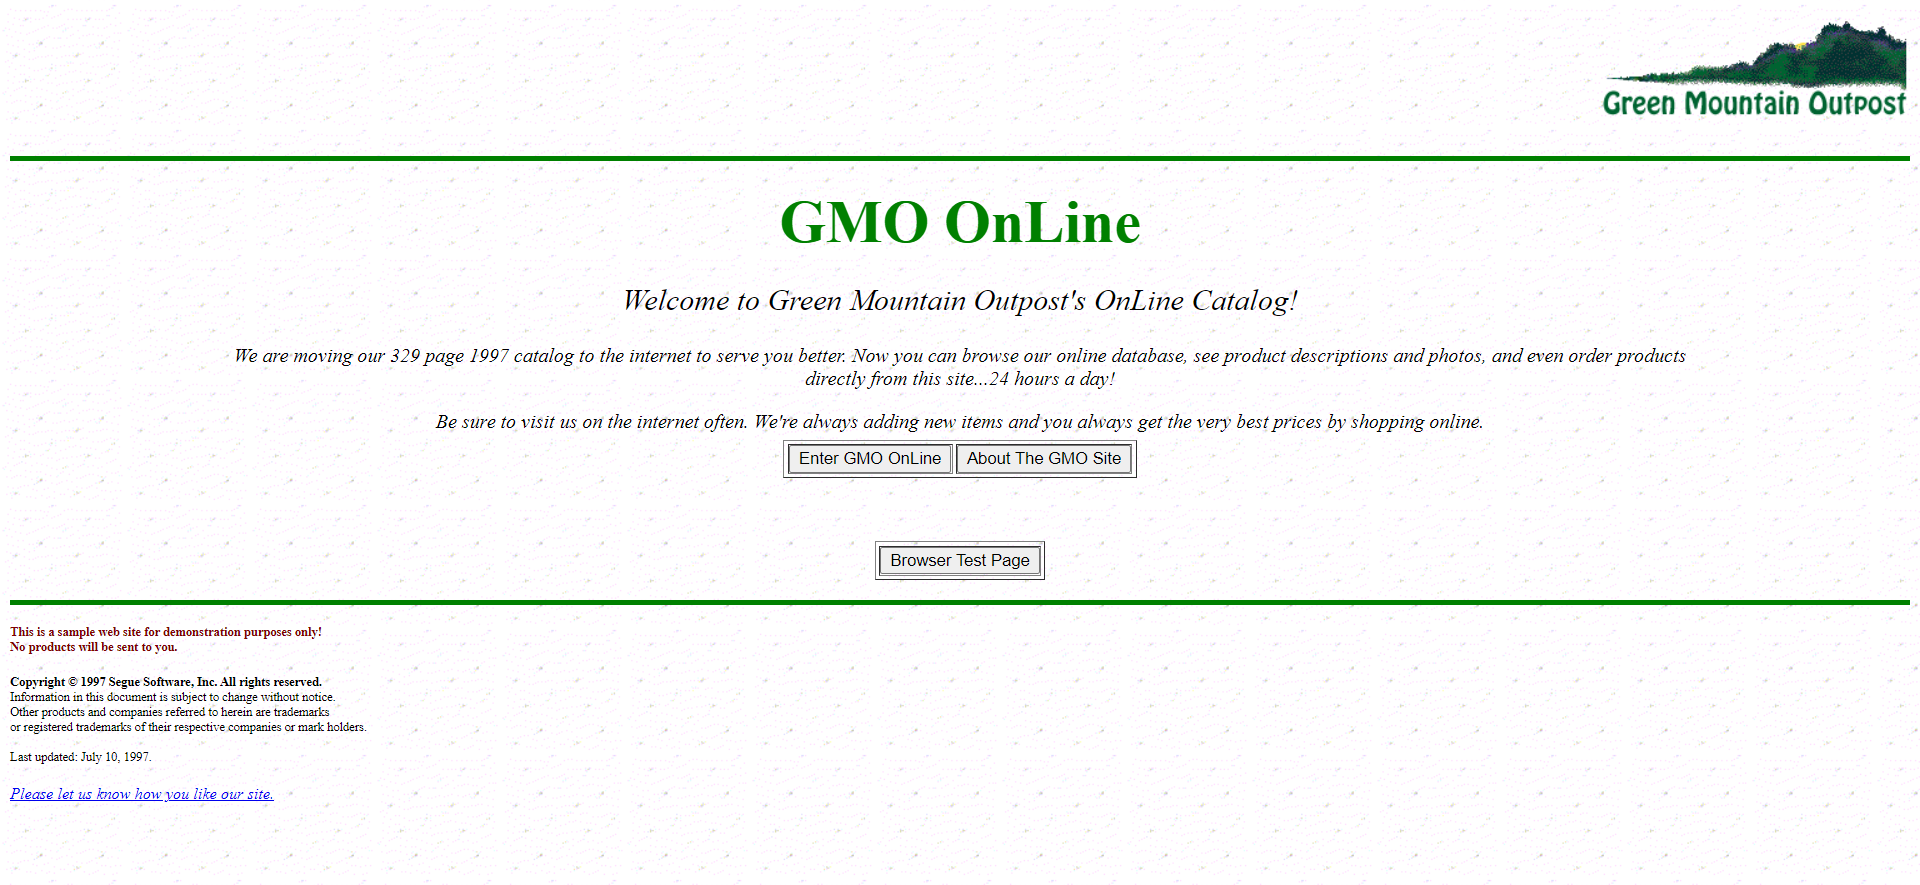 Green Mountain Outpost
GMO OnLine
Welcome to Green Mountain Outpost's OnLine Catalog!
We are moving our 329 page 1997 catalog to the internet to serve you better. Now you can browse our online database, see product descriptions and photos, and even order products
directly from this site...24 hours a day!
Be sure to visit us on the internet often. We're always adding new items and you always get the very best prices by shopping online.
Enter GMO OnLine About The GMO Site
Browser Test Page
This is a sample web site for demonstration purposes only!
No products will be sent to you.
Copyright © 1997 Segue Software, Inc. All rights reserved.
Information in this document is subject to change without notice.
Other products and companies referred to herein are trademarks
or registered trademarks of their respective companies or mark holders.
Last updated: July 10, 1997.
Please let us know how you like our site.